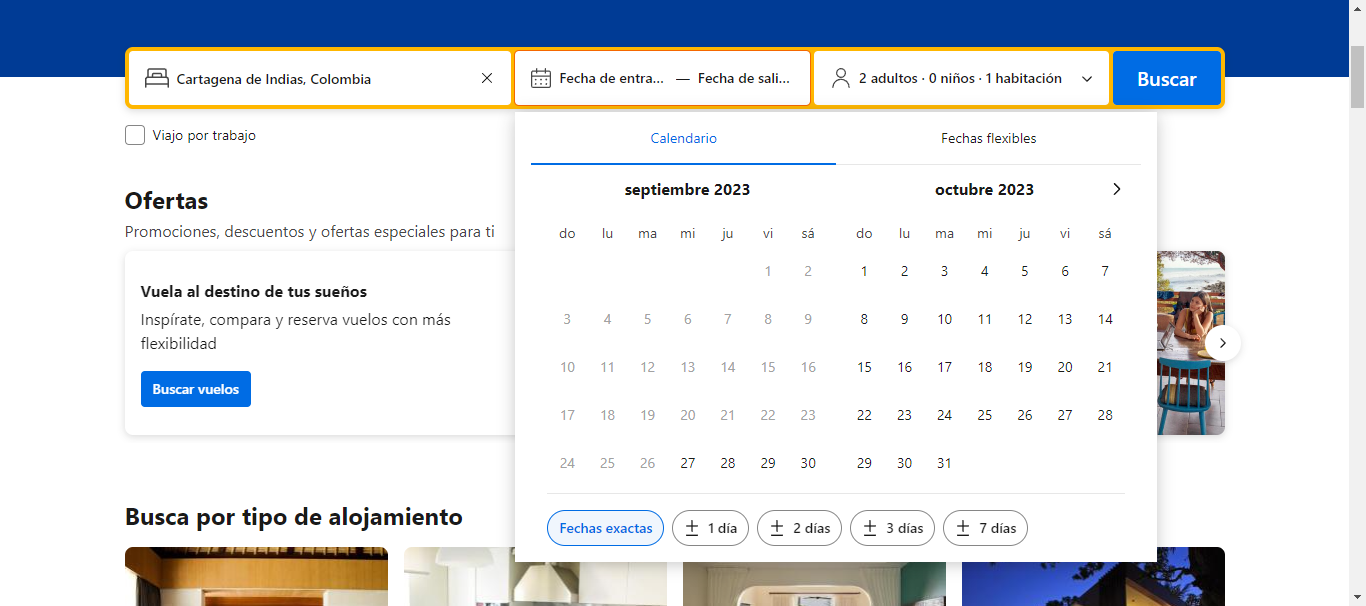 Cartagena de Indias, Colombia
Fecha de entra... — Fecha de sali...
2 adultos · 0 niños · 1 habitación
Buscar
Viajo por trabajo
Calendario
Fechas flexibles
septiembre 2023
do lu ma mi ju vi sá
1 2
3 4 5 6 7 8 9
10 11 12 13 14 15 16
17 18 19 20 21 22 23
24 25 26 27 28 29 30
octubre 2023
do lu ma mi ju vi sá
1 2 3 4 5 6 7
8 9 10 11 12 13 14
15 16 17 18 19 20 21
22 23 24 25 26 27 28
29 30 31
Fechas exactas
± 1 día
± 2 días
± 3 días
± 7 días
Ofertas
Promociones, descuentos y ofertas especiales para ti
Vuela al destino de tus sueños
Inspírate, compara y reserva vuelos con más
flexibilidad
Buscar vuelos
Busca por tipo de alojamiento